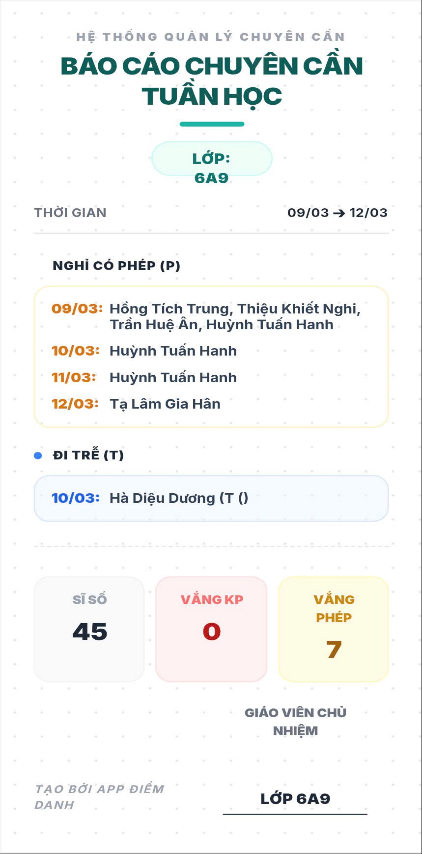 HỆ THỐNG QUẢN LÝ CHUYÊN CẦN
BÁO CÁO CHUYÊN CẦN
TUẦN HỌC
LỚP:
6A9
THỜI GIAN 09/03 ➔ 12/03
NGHỈ CÓ PHÉP (P)
09/03: Hồng Tích Trung, Thiệu Khiết Nghi,
Trần Huệ Ân, Huỳnh Tuấn Hanh
10/03: Huỳnh Tuấn Hanh
11/03: Huỳnh Tuấn Hanh
12/03: Tạ Lâm Gia Hân
ĐI TRỄ (T)
10/03: Hà Diệu Dương (T ()
SĨ SỐ
45
VẮNG KP
0
VẮNG
PHÉP
7
GIÁO VIÊN CHỦ
NHIỆM
TẠO BỞI APP ĐIỂM
DANH
LỚP 6A9